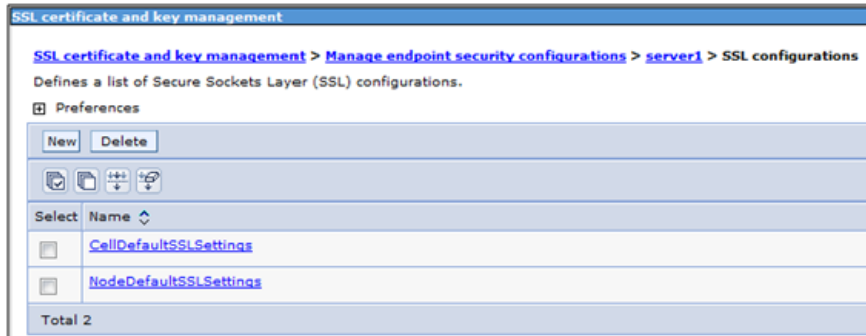 SSL certificate and key management
SSL certificate and key management > Manage endpoint security configurations > server1 > SSL configurations
Defines a list of Secure Sockets Layer (SSL) configurations.
Preferences
New Delete
Select Name
CellDefaultSSLSettings
NodeDefaultSSLSettings
Total 2